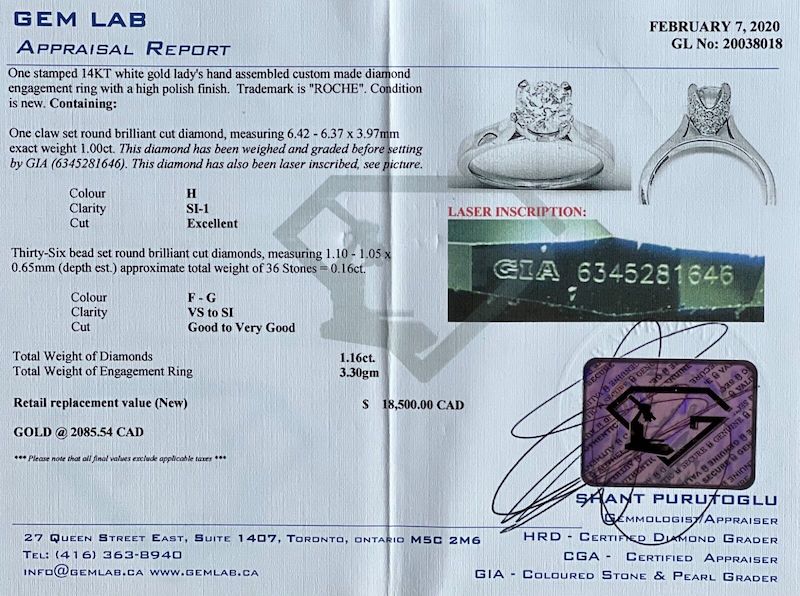 GEM LAB
APPRAISAL REPORT
FEBRUARY 7, 2020
GL No: 20038018
One stamped 14KT white gold lady's hand assembled custom made diamond
engagement ring with a high polish finish. Trademark is "ROCHE". Condition
is new. Containing:
One claw set round brilliant cut diamond, measuring 6.42 - 6.37 x 3.97mm
exact weight 1.00ct. This diamond has been weighed and graded before setting
by GIA (6345281646). This diamond has also been laser inscribed, see picture.
Colour H
Clarity SI-1
Cut Excellent
LASER INSCRIPTION:
GIA 6345281646
Thirty-Six bead set round brilliant cut diamonds, measuring 1.10 - 1.05 x
0.65mm (depth est.) approximate total weight of 36 Stones = 0.16ct.
Colour F - G
Clarity VS to SI
Cut Good to Very Good
Total Weight of Diamonds 1.16ct.
Total Weight of Engagement Ring 3.30gm
Retail replacement value (New) $ 18,500.00 CAD
GOLD @ 2085.54 CAD
*** Please note that all final values exclude applicable taxes ***
SHANT PURUTOGLU
GEMMOLOGIST/APPRAISER
HRD - CERTIFIED DIAMOND GRADER
CGA - CERTIFIED APPRAISER
GIA - COLOURED STONE & PEARL GRADER
27 QUEEN STREET EAST, SUITE 1407, TORONTO, ONTARIO M5C 2M6
TEL: (416) 363-8940
INFO@GEMLAB.CA WWW.GEMLAB.CA